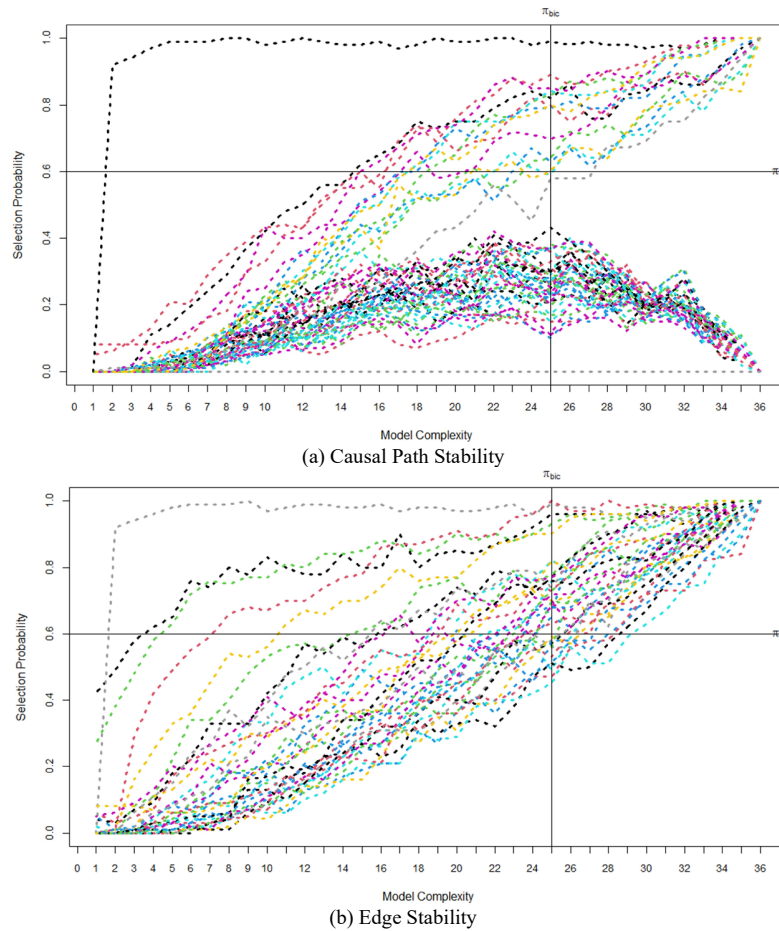 π bic
1.0
0.8
0.6
0.4
0.2
0.0
Selection Probability
π
0 1 2 3 4 5 6 7 8 9 10 12 14 16 18 20 22 24 26 28 30 32 34 36
Model Complexity
(a) Causal Path Stability
π bic
1.0
0.8
0.6
0.4
0.2
0.0
Selection Probability
π
0 1 2 3 4 5 6 7 8 9 10 12 14 16 18 20 22 24 26 28 30 32 34 36
Model Complexity
(b) Edge Stability